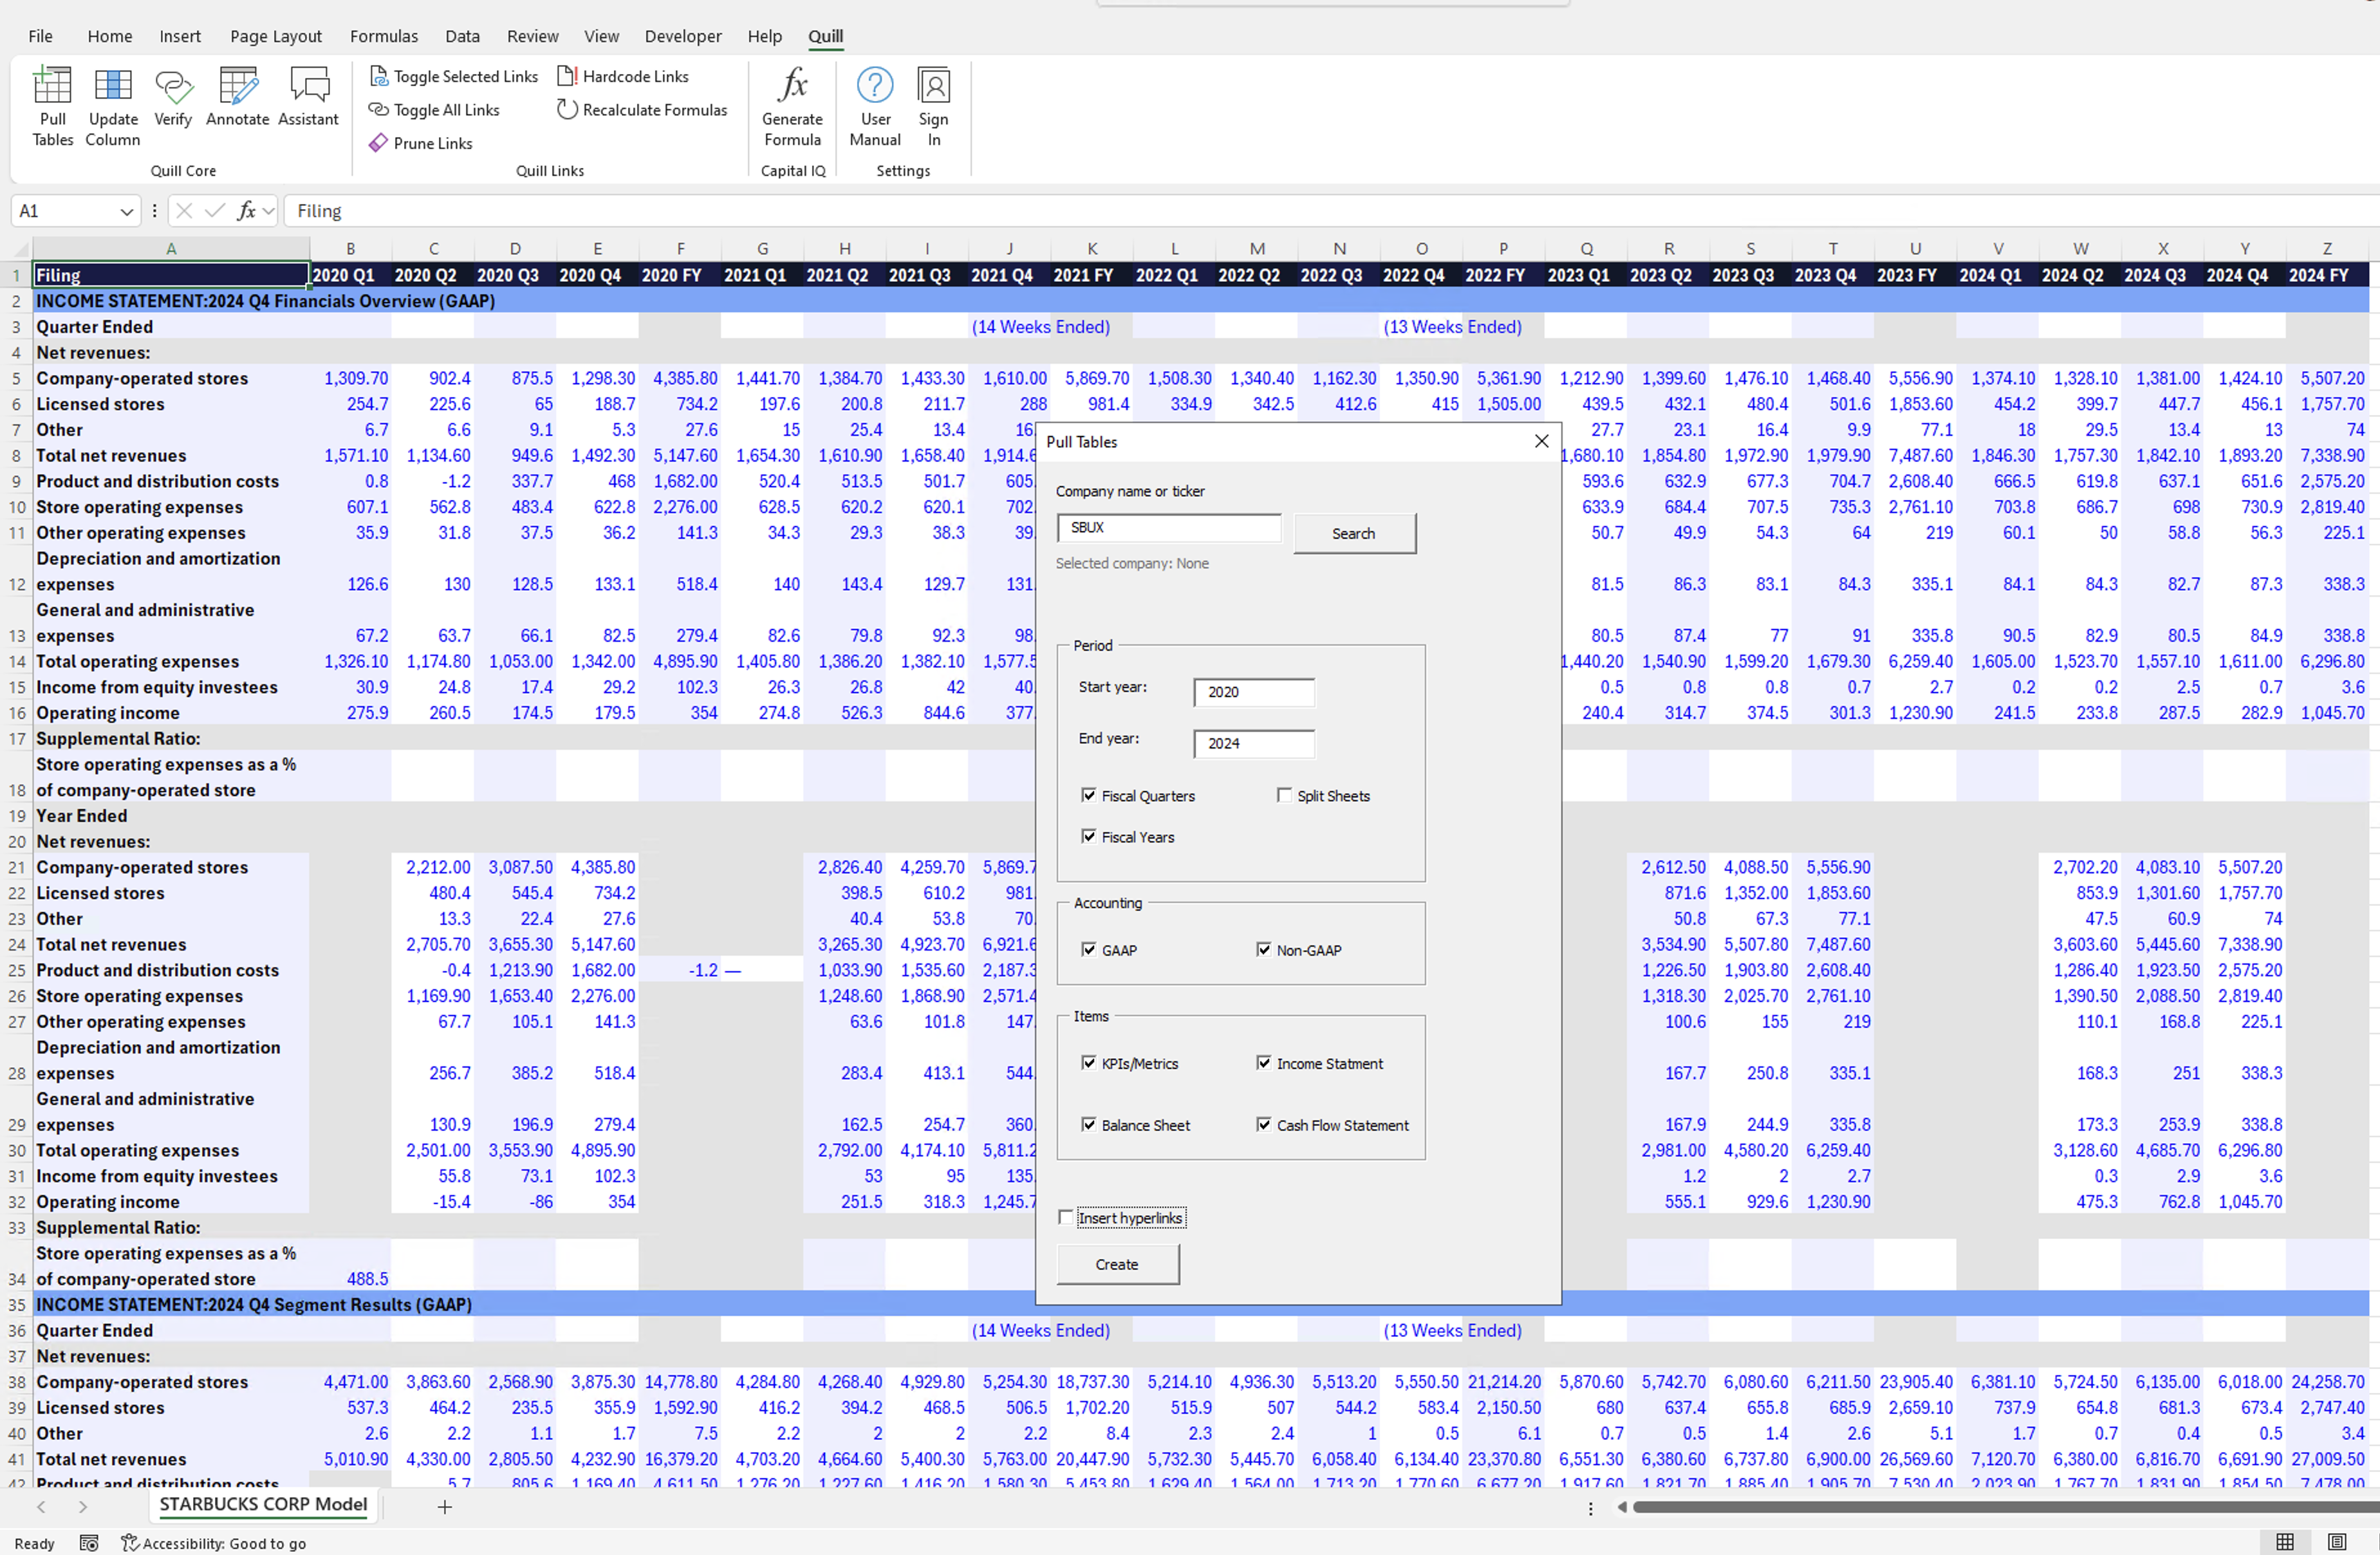 File Home Insert Page Layout Formulas Data Review View Developer Help Quill
Pull Tables Update Column Verify Annotate Assistant
Toggle Selected Links Hardcode Links
Toggle All Links Recalculate Formulas
Prune Links
Generate Formula User Manual Sign In
Quill Core Quill Links Capital IQ Settings
A1 fx Filing
A B C D E F G H I J K L M N O P Q R S T U V W X Y Z
1 Filing 2020 Q1 2020 Q2 2020 Q3 2020 Q4 2020 FY 2021 Q1 2021 Q2 2021 Q3 2021 Q4 2021 FY 2022 Q1 2022 Q2 2022 Q3 2022 Q4 2022 FY 2023 Q1 2023 Q2 2023 Q3 2023 Q4 2023 FY 2024 Q1 2024 Q2 2024 Q3 2024 Q4 2024 FY
2 INCOME STATEMENT:2024 Q4 Financials Overview (GAAP)
3 Quarter Ended (14 Weeks Ended) (13 Weeks Ended)
4 Net revenues:
5 Company-operated stores 1,309.70 902.4 875.5 1,298.30 4,385.80 1,441.70 1,384.70 1,433.30 1,610.00 5,869.70 1,508.30 1,340.40 1,162.30 1,350.90 5,361.90 1,212.90 1,399.60 1,476.10 1,468.40 5,556.90 1,374.10 1,328.10 1,381.00 1,424.10 5,507.20
6 Licensed stores 254.7 225.6 65 188.7 734.2 197.6 200.8 211.7 288 981.4 334.9 342.5 412.6 415 1,505.00 439.5 432.1 480.4 501.6 1,853.60 454.2 399.7 447.7 456.1 1,757.70
7 Other 6.7 6.6 9.1 5.3 27.6 15 25.4 13.4 16 27.7 23.1 16.4 9.9 77.1 18 29.5 13.4 13 74
8 Total net revenues 1,571.10 1,134.60 949.6 1,492.30 5,147.60 1,654.30 1,610.90 1,658.40 1,914.6 1,680.10 1,854.80 1,972.90 1,979.90 7,487.60 1,846.30 1,757.30 1,842.10 1,893.20 7,338.90
9 Product and distribution costs 0.8 -1.2 337.7 468 1,682.00 520.4 513.5 501.7 605. 593.6 632.9 677.3 704.7 2,608.40 666.5 619.8 637.1 651.6 2,575.20
10 Store operating expenses 607.1 562.8 483.4 622.8 2,276.00 628.5 620.2 620.1 702. 633.9 684.4 707.5 735.3 2,761.10 703.8 686.7 698 730.9 2,819.40
11 Other operating expenses 35.9 31.8 37.5 36.2 141.3 34.3 29.3 38.3 39. 50.7 49.9 54.3 64 219 60.1 50 58.8 56.3 225.1
Depreciation and amortization
12 expenses 126.6 130 128.5 133.1 518.4 140 143.4 129.7 131. 81.5 86.3 83.1 84.3 335.1 84.1 84.3 82.7 87.3 338.3
General and administrative
13 expenses 67.2 63.7 66.1 82.5 279.4 82.6 79.8 92.3 98. 80.5 87.4 77 91 335.8 90.5 82.9 80.5 84.9 338.8
14 Total operating expenses 1,326.10 1,174.80 1,053.00 1,342.00 4,895.90 1,405.80 1,386.20 1,382.10 1,577.5 1,440.20 1,540.90 1,599.20 1,679.30 6,259.40 1,605.00 1,523.70 1,557.10 1,611.00 6,296.80
15 Income from equity investees 30.9 24.8 17.4 29.2 102.3 26.3 26.8 42 40. 0.5 0.8 0.8 0.7 2.7 0.2 0.2 2.5 0.7 3.6
16 Operating income 275.9 260.5 174.5 179.5 354 274.8 526.3 844.6 377. 240.4 314.7 374.5 301.3 1,230.90 241.5 233.8 287.5 282.9 1,045.70
17 Supplemental Ratio:
Store operating expenses as a %
18 of company-operated store
19 Year Ended
20 Net revenues:
21 Company-operated stores 2,212.00 3,087.50 4,385.80 2,826.40 4,259.70 5,869.7 2,612.50 4,088.50 5,556.90 2,702.20 4,083.10 5,507.20
22 Licensed stores 480.4 545.4 734.2 398.5 610.2 981. 871.6 1,352.00 1,853.60 853.9 1,301.60 1,757.70
23 Other 13.3 22.4 27.6 40.4 53.8 70. 50.8 67.3 77.1 47.5 60.9 74
24 Total net revenues 2,705.70 3,655.30 5,147.60 3,265.30 4,923.70 6,921.6 3,534.90 5,507.80 7,487.60 3,603.60 5,445.60 7,338.90
25 Product and distribution costs -0.4 1,213.90 1,682.00 -1.2 — 1,033.90 1,535.60 2,187.3 1,226.50 1,903.80 2,608.40 1,286.40 1,923.50 2,575.20
26 Store operating expenses 1,169.90 1,653.40 2,276.00 1,248.60 1,868.90 2,571.4 1,318.30 2,025.70 2,761.10 1,390.50 2,088.50 2,819.40
27 Other operating expenses 67.7 105.1 141.3 63.6 101.8 147. 100.6 155 219 110.1 168.8 225.1
Depreciation and amortization
28 expenses 256.7 385.2 518.4 283.4 413.1 544. 167.7 250.8 335.1 168.3 251 338.3
General and administrative
29 expenses 130.9 196.9 279.4 162.5 254.7 360. 167.9 244.9 335.8 173.3 253.9 338.8
30 Total operating expenses 2,501.00 3,553.90 4,895.90 2,792.00 4,174.10 5,811.2 2,981.00 4,580.20 6,259.40 3,128.60 4,685.70 6,296.80
31 Income from equity investees 55.8 73.1 102.3 53 95 135. 1.2 2 2.7 0.3 2.9 3.6
32 Operating income -15.4 -86 354 251.5 318.3 1,245.7 555.1 929.6 1,230.90 475.3 762.8 1,045.70
33 Supplemental Ratio:
Store operating expenses as a %
34 of company-operated store 488.5
35 INCOME STATEMENT:2024 Q4 Segment Results (GAAP)
36 Quarter Ended (14 Weeks Ended) (13 Weeks Ended)
37 Net revenues:
38 Company-operated stores 4,471.00 3,863.60 2,568.90 3,875.30 14,778.80 4,284.80 4,268.40 4,929.80 5,254.30 18,737.30 5,214.10 4,936.30 5,513.20 5,550.50 21,214.20 5,870.60 5,742.70 6,080.60 6,211.50 23,905.40 6,381.10 5,724.50 6,135.00 6,018.00 24,258.70
39 Licensed stores 537.3 464.2 235.5 355.9 1,592.90 416.2 394.2 468.5 506.5 1,702.20 515.9 507 544.2 583.4 2,150.50 680 637.4 655.8 685.9 2,659.10 737.9 654.8 681.3 673.4 2,747.40
40 Other 2.6 2.2 1.1 1.7 7.5 2.2 2 2 2.2 8.4 2.3 2.4 1 0.5 6.1 0.7 0.5 1.4 2.6 5.1 1.7 0.7 0.4 0.5 3.4
41 Total net revenues 5,010.90 4,330.00 2,805.50 4,232.90 16,379.20 4,703.20 4,664.60 5,400.30 5,763.00 20,447.90 5,732.30 5,445.70 6,058.40 6,134.40 23,370.80 6,551.30 6,380.60 6,737.80 6,900.00 26,569.60 7,120.70 6,380.00 6,816.70 6,691.90 27,009.50
42 Product and distribution costs 5.7 805.6 1,169.40 4,611.50 1,276.20 1,227.60 1,416.20 1,580.30 5,453.80 1,629.40 1,564.00 1,713.20 1,770.60 6,677.20 1,917.60 1,821.70 1,885.40 1,905.70 7,530.40 2,023.90 1,767.70 1,831.90 1,854.50 7,478.00
Pull Tables
Company name or ticker
SBUX Search
Selected company: None
Period
Start year: 2020
End year: 2024
Fiscal Quarters Split Sheets
Fiscal Years
Accounting
GAAP Non-GAAP
Items
KPIs/Metrics Income Statment
Balance Sheet Cash Flow Statement
Insert hyperlinks
Create
STARBUCKS CORP Model
Ready Accessibility: Good to go